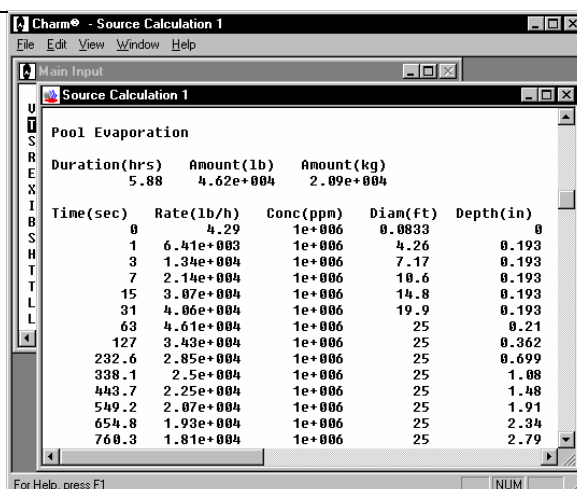 Charm® - Source Calculation 1
File Edit View Window Help
Main Input
Source Calculation 1
Pool Evaporation
Duration(hrs) Amount(lb) Amount(kg)
5.88 4.62e+004 2.09e+004
Time(sec) Rate(lb/h) Conc(ppm) Diam(ft) Depth(in)
0 4.29 1e+006 0.0833 0
1 6.41e+003 1e+006 4.26 0.193
3 1.34e+004 1e+006 7.17 0.193
7 2.14e+004 1e+006 10.6 0.193
15 3.07e+004 1e+006 14.8 0.193
31 4.06e+004 1e+006 19.9 0.193
63 4.61e+004 1e+006 25 0.21
127 3.43e+004 1e+006 25 0.362
232.6 2.85e+004 1e+006 25 0.699
338.1 2.5e+004 1e+006 25 1.08
443.7 2.25e+004 1e+006 25 1.48
549.2 2.07e+004 1e+006 25 1.91
654.8 1.93e+004 1e+006 25 2.34
760.3 1.81e+004 1e+006 25 2.79
For Help, press F1 NUM